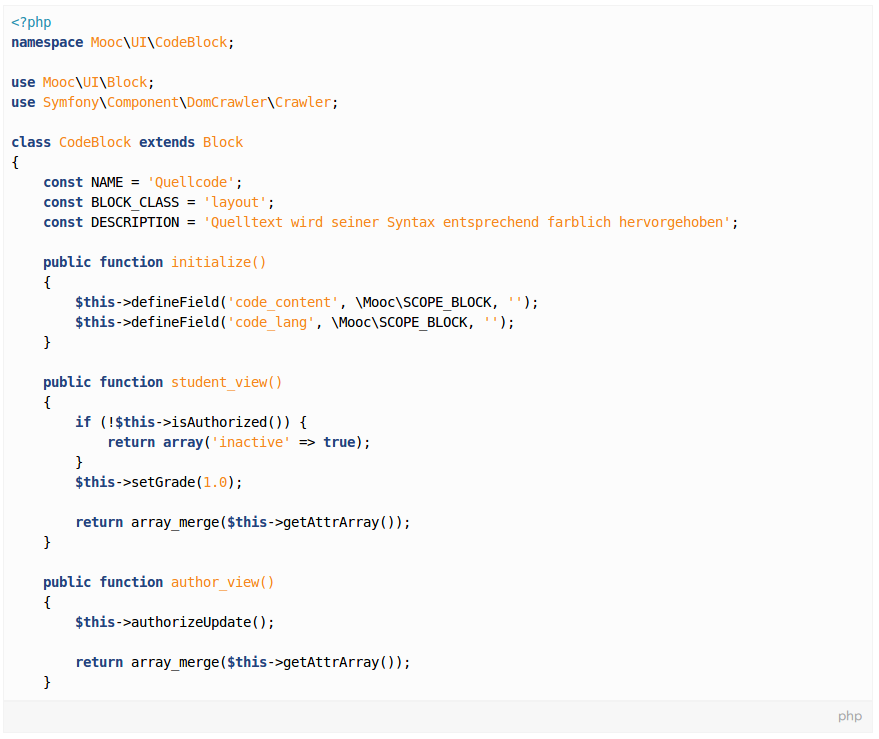 <?php
namespace Mooc\UI\CodeBlock;

use Mooc\UI\Block;
use Symfony\Component\DomCrawler\Crawler;

class CodeBlock extends Block
{
    const NAME = 'Quellcode';
    const BLOCK_CLASS = 'layout';
    const DESCRIPTION = 'Quelltext wird seiner Syntax entsprechend farblich hervorgehoben';

    public function initialize()
    {
        $this->defineField('code_content', \Mooc\SCOPE_BLOCK, '');
        $this->defineField('code_lang', \Mooc\SCOPE_BLOCK, '');
    }

    public function student_view()
    {
        if (!$this->isAuthorized()) {
            return array('inactive' => true);
        }
        $this->setGrade(1.0);

        return array_merge($this->getAttrArray());
    }

    public function author_view()
    {
        $this->authorizeUpdate();

        return array_merge($this->getAttrArray());
    }
php